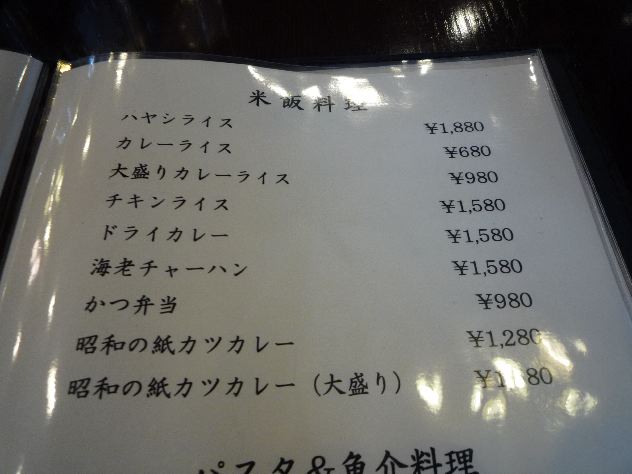 米飯料理
ハヤシライス ¥1,880
カレーライス ¥680
大盛りカレーライス ¥980
チキンライス ¥1,580
ドライカレー ¥1,580
海老チャーハン ¥1,580
かつ弁当 ¥980
昭和の紙カツカレー ¥1,280
昭和の紙カツカレー（大盛り）
パスタ&魚介料理